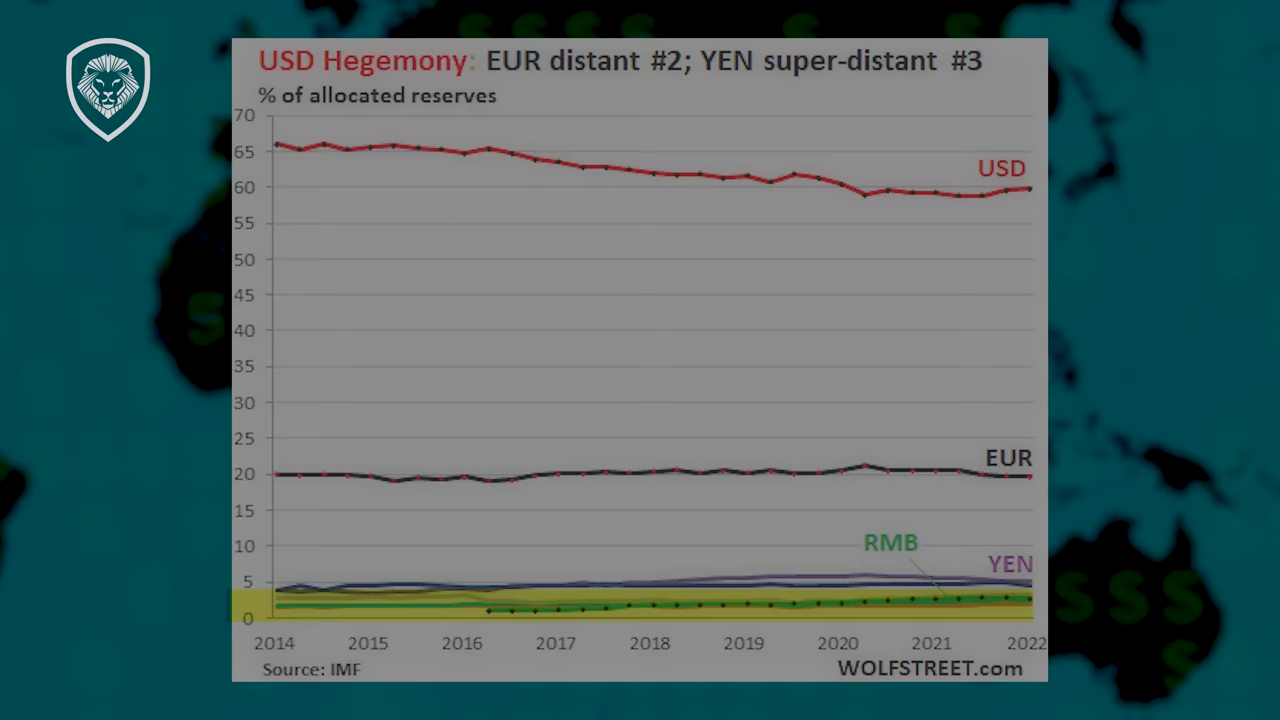 USD Hegemony: EUR distant #2; YEN super-distant #3
% of allocated reserves
70
65
USD
60
55
50
45
40
35
30
25
EUR
20
15
RMB
10
YEN
5
0
2014 2015 2016 2017 2018 2019 2020 2021 2022
Source: IMF
WOLFSTREET.com
$ $ $ $ $ $
$
$ $ $
$